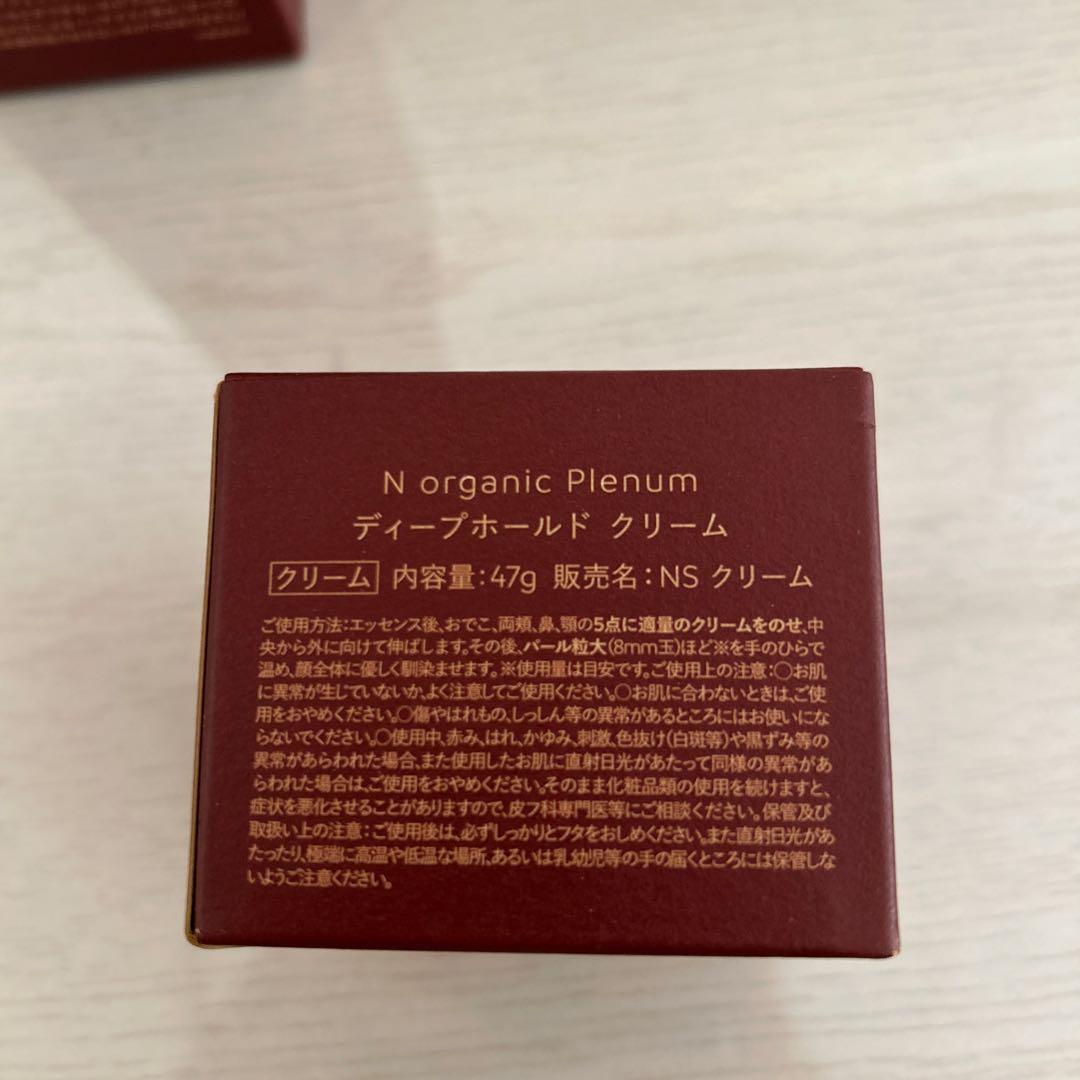 N organic Plenum
ディープホールド クリーム
クリーム 内容量：47g 販売名：NS クリーム
ご使用方法：エッセンス後、おでこ、両頬、鼻、顎の5点に適量のクリームをのせ、中
央から外に向けて伸ばします。その後、パール粒大（8mm玉）ほど※を手のひらで
温め、顔全体に優しく馴染ませます。※使用量は目安です。ご使用上の注意：○お肌
に異常が生じていないか、よく注意してご使用ください。○お肌に合わないときは、ご使
用をおやめください。○傷やはれもの、しっしん等の異常があるところにはお使いにな
らないでください。○使用中、赤み、はれ、かゆみ、刺激、色抜け（白斑等）や黒ずみ等の
異常があらわれた場合、また使用したお肌に直射日光があたって同様の異常があ
らわれた場合は、ご使用をおやめください。そのまま化粧品類の使用を続けますと、
症状を悪化させることがありますので、皮フ科専門医等にご相談ください。保管及び
取扱い上の注意：ご使用後は、必ずしっかりとフタをおしめください。また直射日光があ
たったり、極端に高温や低温な場所、あるいは乳幼児等の手の届くところには保管しな
いようご注意ください。